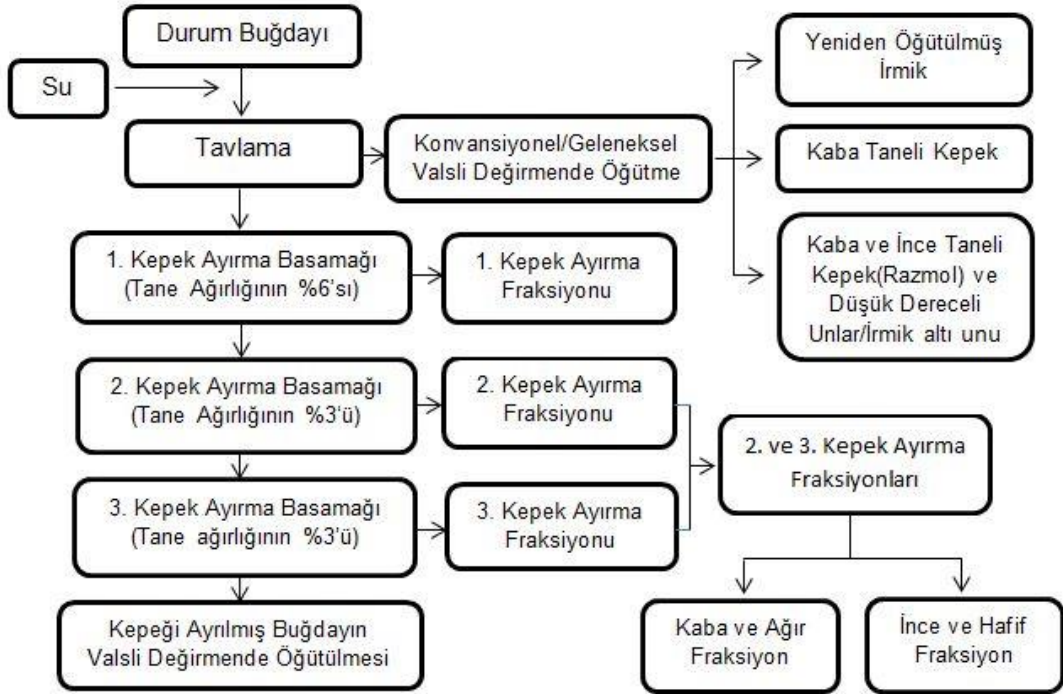 Durum Buğdayı
Su
Tavlama
Konvansiyonel/Geleneksel
Valsli Değirmende Öğütme
Yeniden Öğütülmüş
İrmik
Kaba Taneli Kepek
Kaba ve İnce Taneli
Kepek(Razmol) ve
Düşük Dereceli
Unlar/İrmik altı unu
1. Kepek Ayırma Basamağı
(Tane Ağırlığının %6'sı)
1. Kepek Ayırma
Fraksiyonu
2. Kepek Ayırma Basamağı
(Tane Ağırlığının %3'ü)
2. Kepek Ayırma
Fraksiyonu
3. Kepek Ayırma Basamağı
(Tane ağırlığının %3'ü)
3. Kepek Ayırma
Fraksiyonu
2. ve 3. Kepek Ayırma
Fraksiyonları
Kepeği Ayrılmış Buğdayın
Valsli Değirmende Öğütülmesi
Kaba ve Ağır
Fraksiyon
İnce ve Hafif
Fraksiyon